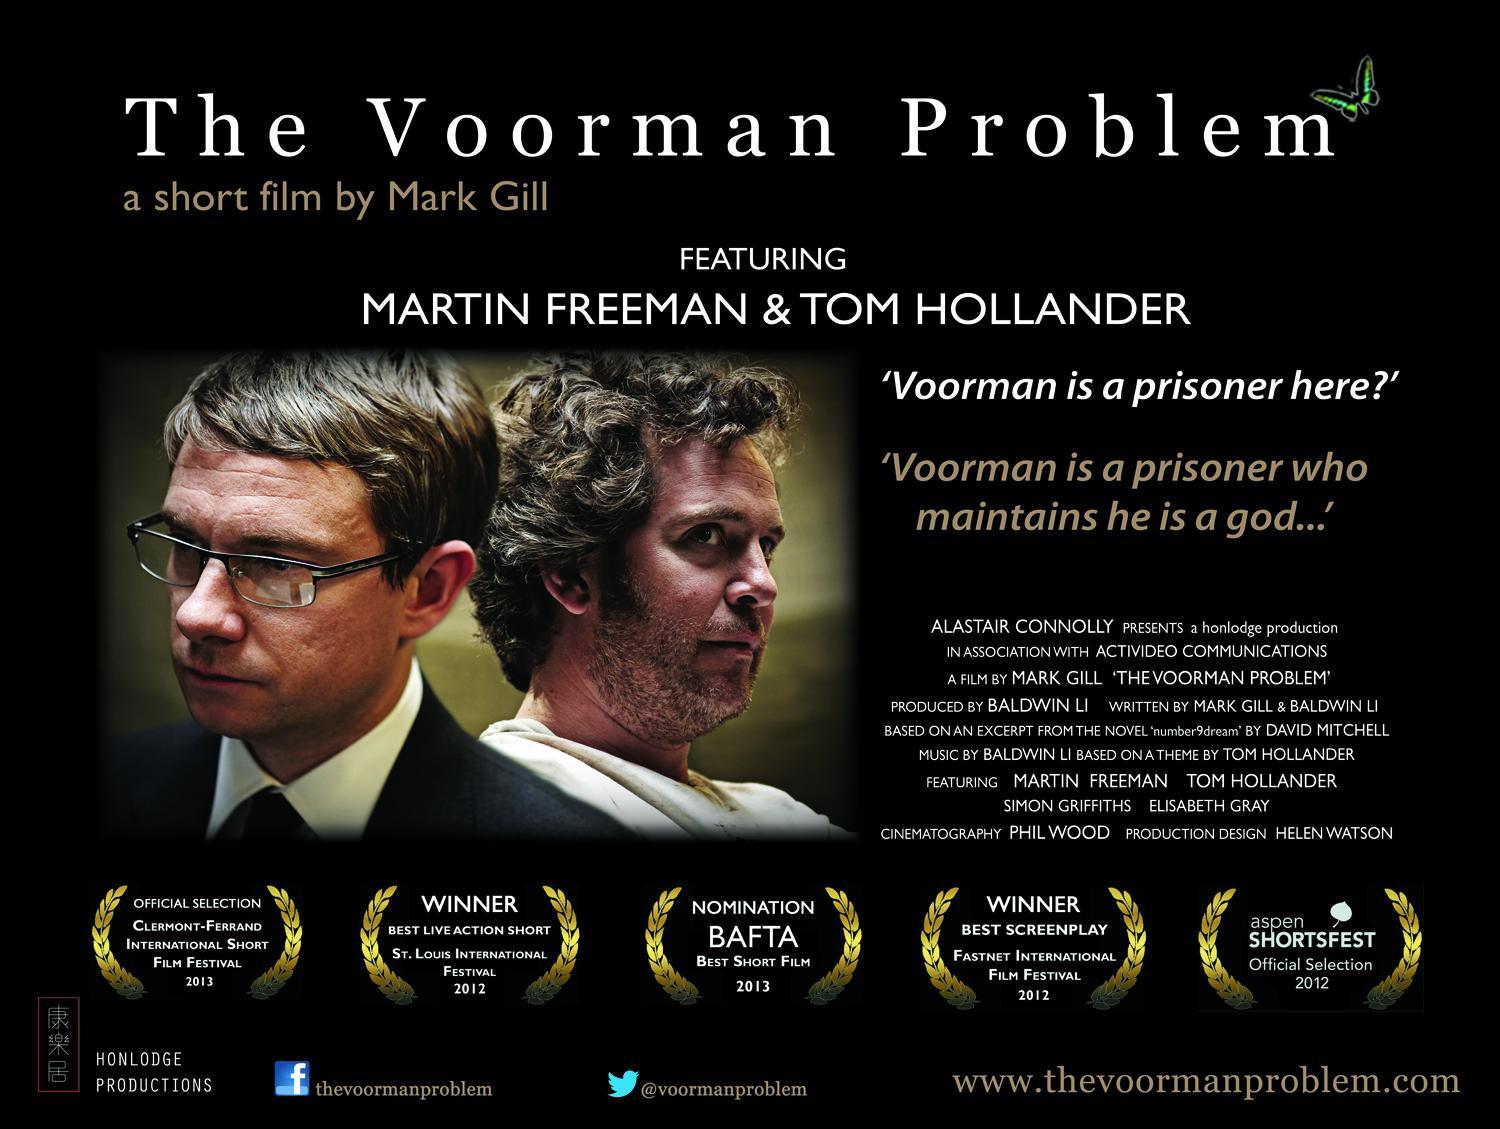 The Voorman Problem
a short film by Mark Gill
FEATURING
MARTIN FREEMAN & TOM HOLLANDER
‘Voorman is a prisoner here?’
‘Voorman is a prisoner who
maintains he is a god...’
ALASTAIR CONNOLLY PRESENTS a honlodge production
IN ASSOCIATION WITH ACTIVIDEO COMMUNICATIONS
A FILM BY MARK GILL ‘THE VOORMAN PROBLEM’
PRODUCED BY BALDWIN LI WRITTEN BY MARK GILL & BALDWIN LI
BASED ON AN EXCERPT FROM THE NOVEL ‘number9dream’ BY DAVID MITCHELL
MUSIC BY BALDWIN LI BASED ON A THEME BY TOM HOLLANDER
FEATURING MARTIN FREEMAN TOM HOLLANDER
SIMON GRIFFITHS ELISABETH GRAY
CINEMATOGRAPHY PHIL WOOD PRODUCTION DESIGN HELEN WATSON
OFFICIAL SELECTION
CLERMONT-FERRAND
INTERNATIONAL SHORT
FILM FESTIVAL
2013
WINNER
BEST LIVE ACTION SHORT
ST. LOUIS INTERNATIONAL
FESTIVAL
2012
NOMINATION
BAFTA
BEST SHORT FILM
2013
WINNER
BEST SCREENPLAY
FASTNET INTERNATIONAL
FILM FESTIVAL
2012
aspen
SHORTSFEST
Official Selection
2012
康樂居
HONLODGE
PRODUCTIONS
f thevoormanproblem
@voormanproblem
www.thevoormanproblem.com